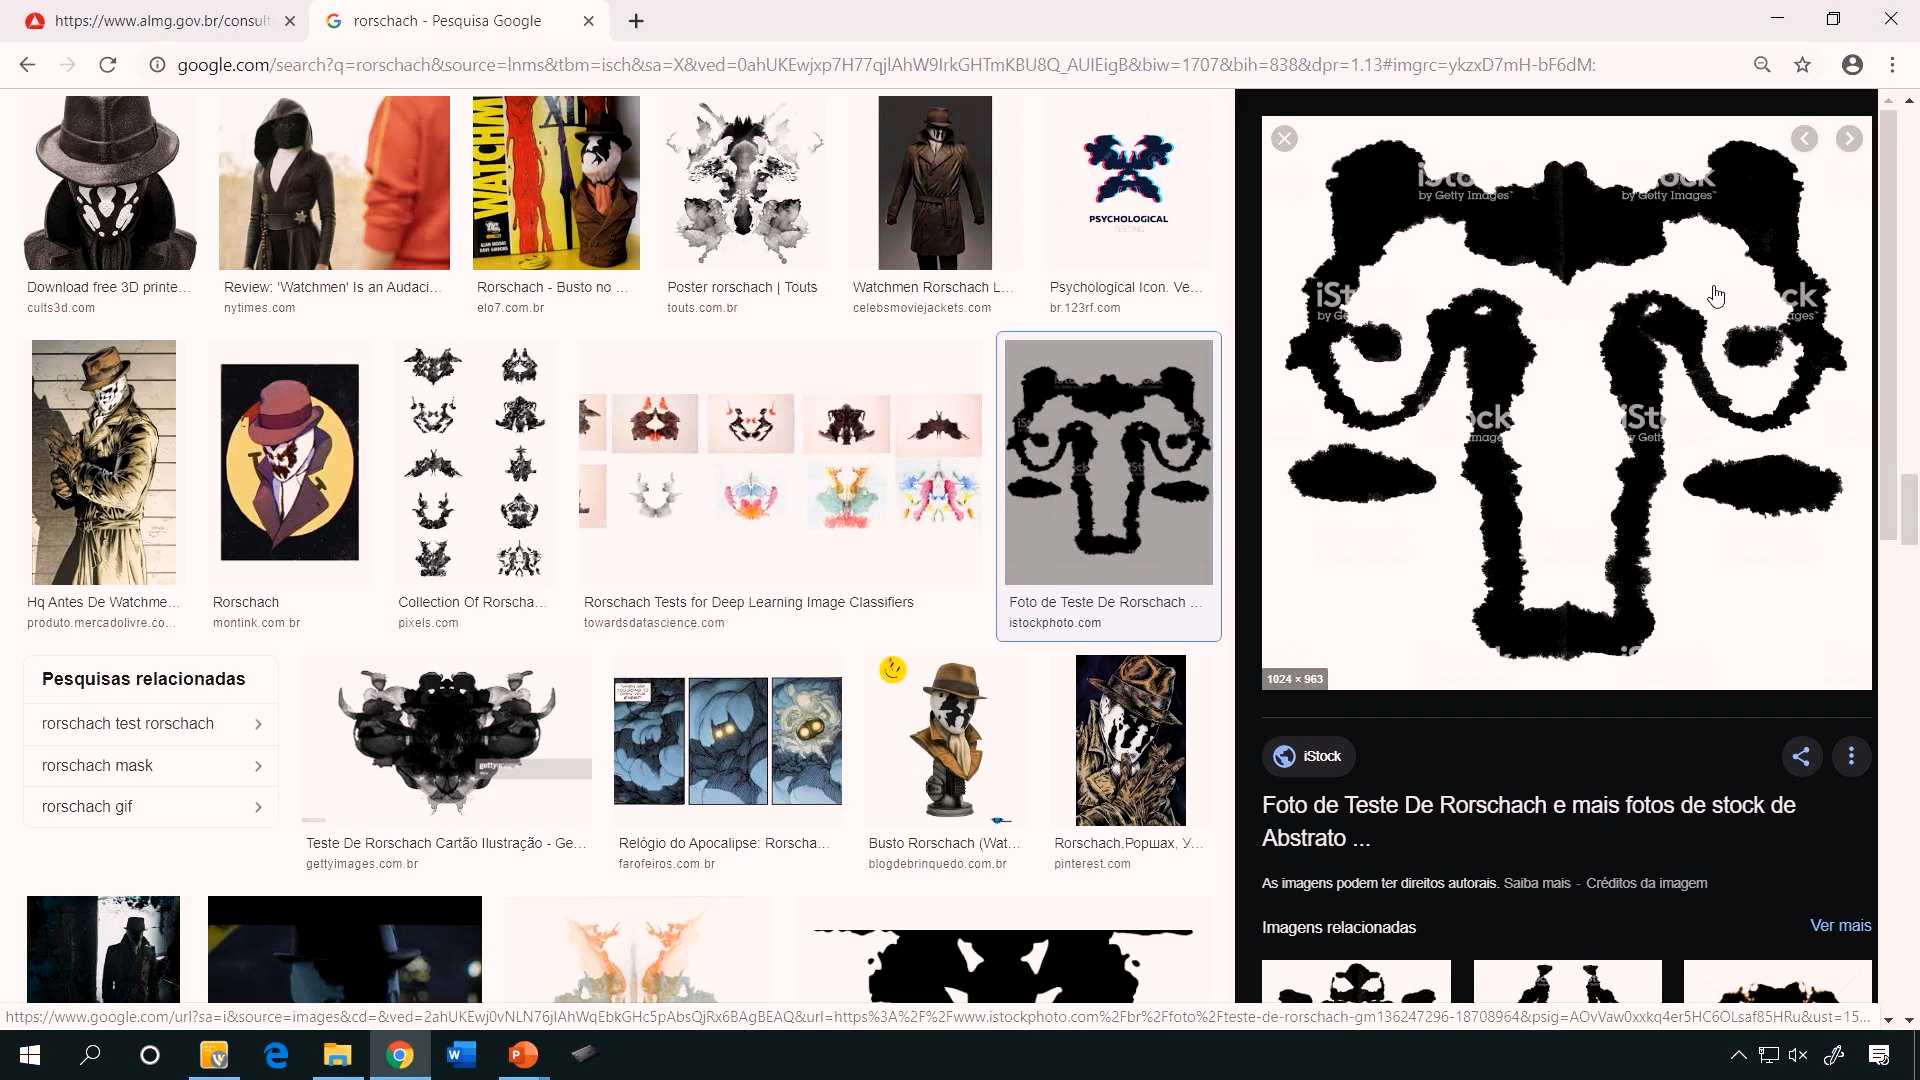 https://www.almg.gov.br/consult
rorschach - Pesquisa Google
google.com/search?q=rorschach&source=lnms&tbm=isch&sa=X&ved=0ahUKEwjxp7H77qjlAhW9IrkGHTmKBU8Q_AUIEigB&biw=1707&bih=838&dpr=1.13#imgrc=ykzxD7mH-bF6dM:
WATCHM
PSYCHOLOGICAL
TESTING
Download free 3D printe...
Review: 'Watchmen' Is an Audaci...
Rorschach - Busto no ...
Poster rorschach | Touts
Watchmen Rorschach L...
Psychological Icon. Ve...
cults3d.com
nytimes.com
elo7.com.br
touts.com.br
celebsmoviejackets.com
br.123rf.com
by Getty Images™
by Getty Images™
Hq Antes De Watchme...
Rorschach
Collection Of Rorscha...
Rorschach Tests for Deep Learning Image Classifiers
Foto de Teste De Rorschach ...
produto.mercadolivre.co...
montink.com.br
pixels.com
towardsdatascience.com
istockphoto.com
1024 × 963
Pesquisas relacionadas
rorschach test rorschach
rorschach mask
rorschach gif
Teste De Rorschach Cartão Ilustração - Ge...
Relógio do Apocalipse: Rorscha...
Busto Rorschach (Wat...
Rorschach,Роршах, У...
gettyimages.com.br
farofeiros.com.br
blogdebrinquedo.com.br
pinterest.com
iStock
Foto de Teste De Rorschach e mais fotos de stock de
Abstrato ...
As imagens podem ter direitos autorais. Saiba mais - Créditos da imagem
Imagens relacionadas
Ver mais
https://www.google.com/url?sa=i&source=images&cd=&ved=2ahUKEwj0vNLN76jlAhWqEbkGHc5pAbsQjRx6BAgBEAQ&url=https%3A%2F%2Fwww.istockphoto.com%2Fbr%2Ffoto%2Fteste-de-rorschach-gm136247296-18708964&psig=AOvVaw0xxkq4er5HC6OLsaf85HRu&ust=15...